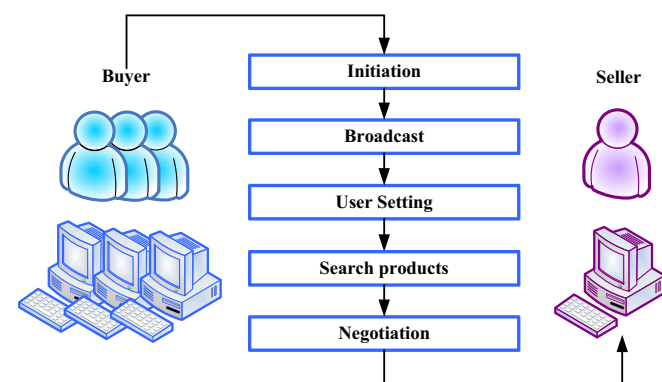 Initiation
Buyer
Seller
Broadcast
User Setting
Search products
Negotiation